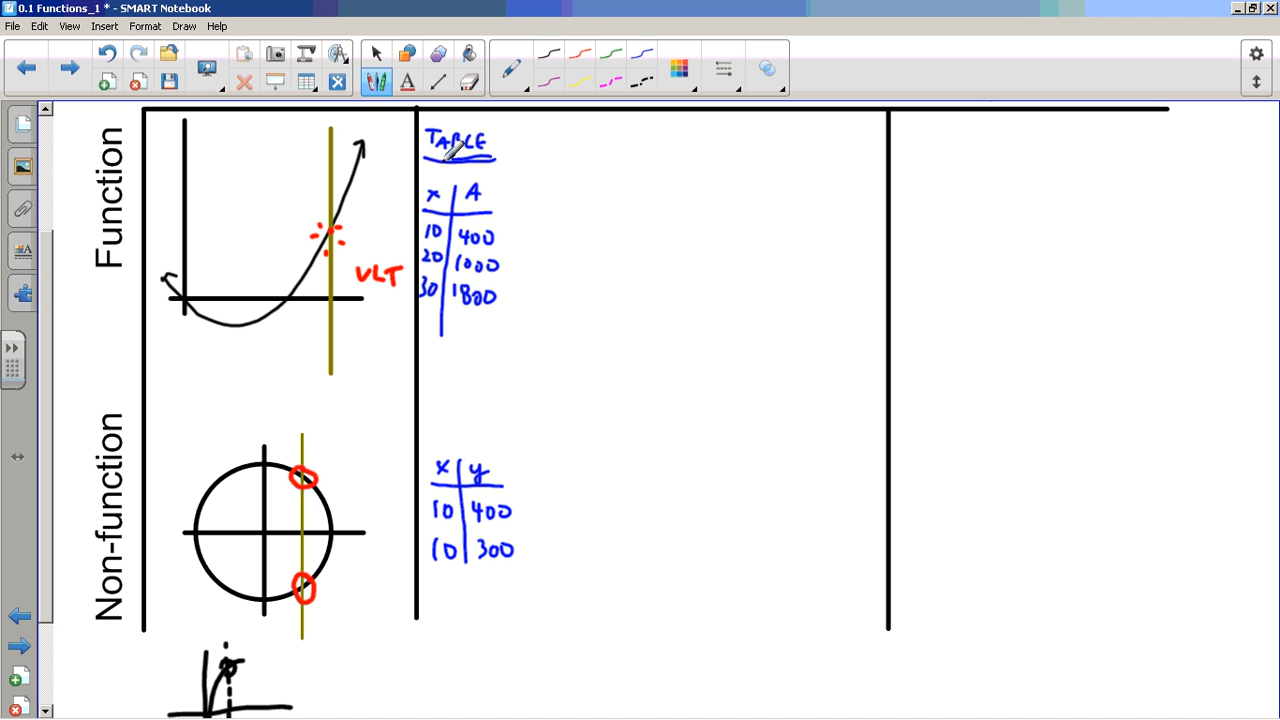 0.1 Functions_1 * - SMART Notebook
File Edit View Insert Format Draw Help
Function
VLT
TABLE
x A
10 400
20 1000
30 1800
Non-function
x y
10 400
10 300